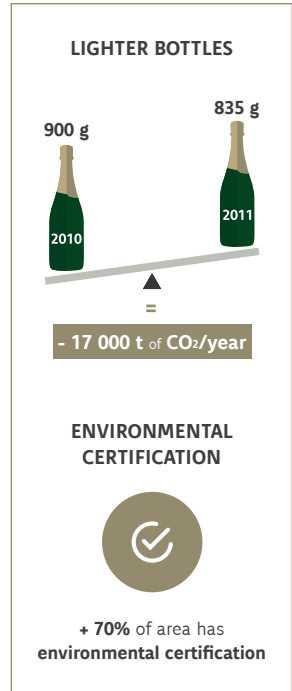 LIGHTER BOTTLES
835 g
900 g
2011
2010
=
- 17 000 t of CO2/year
ENVIRONMENTAL
CERTIFICATION
+ 70% of area has
environmental certification